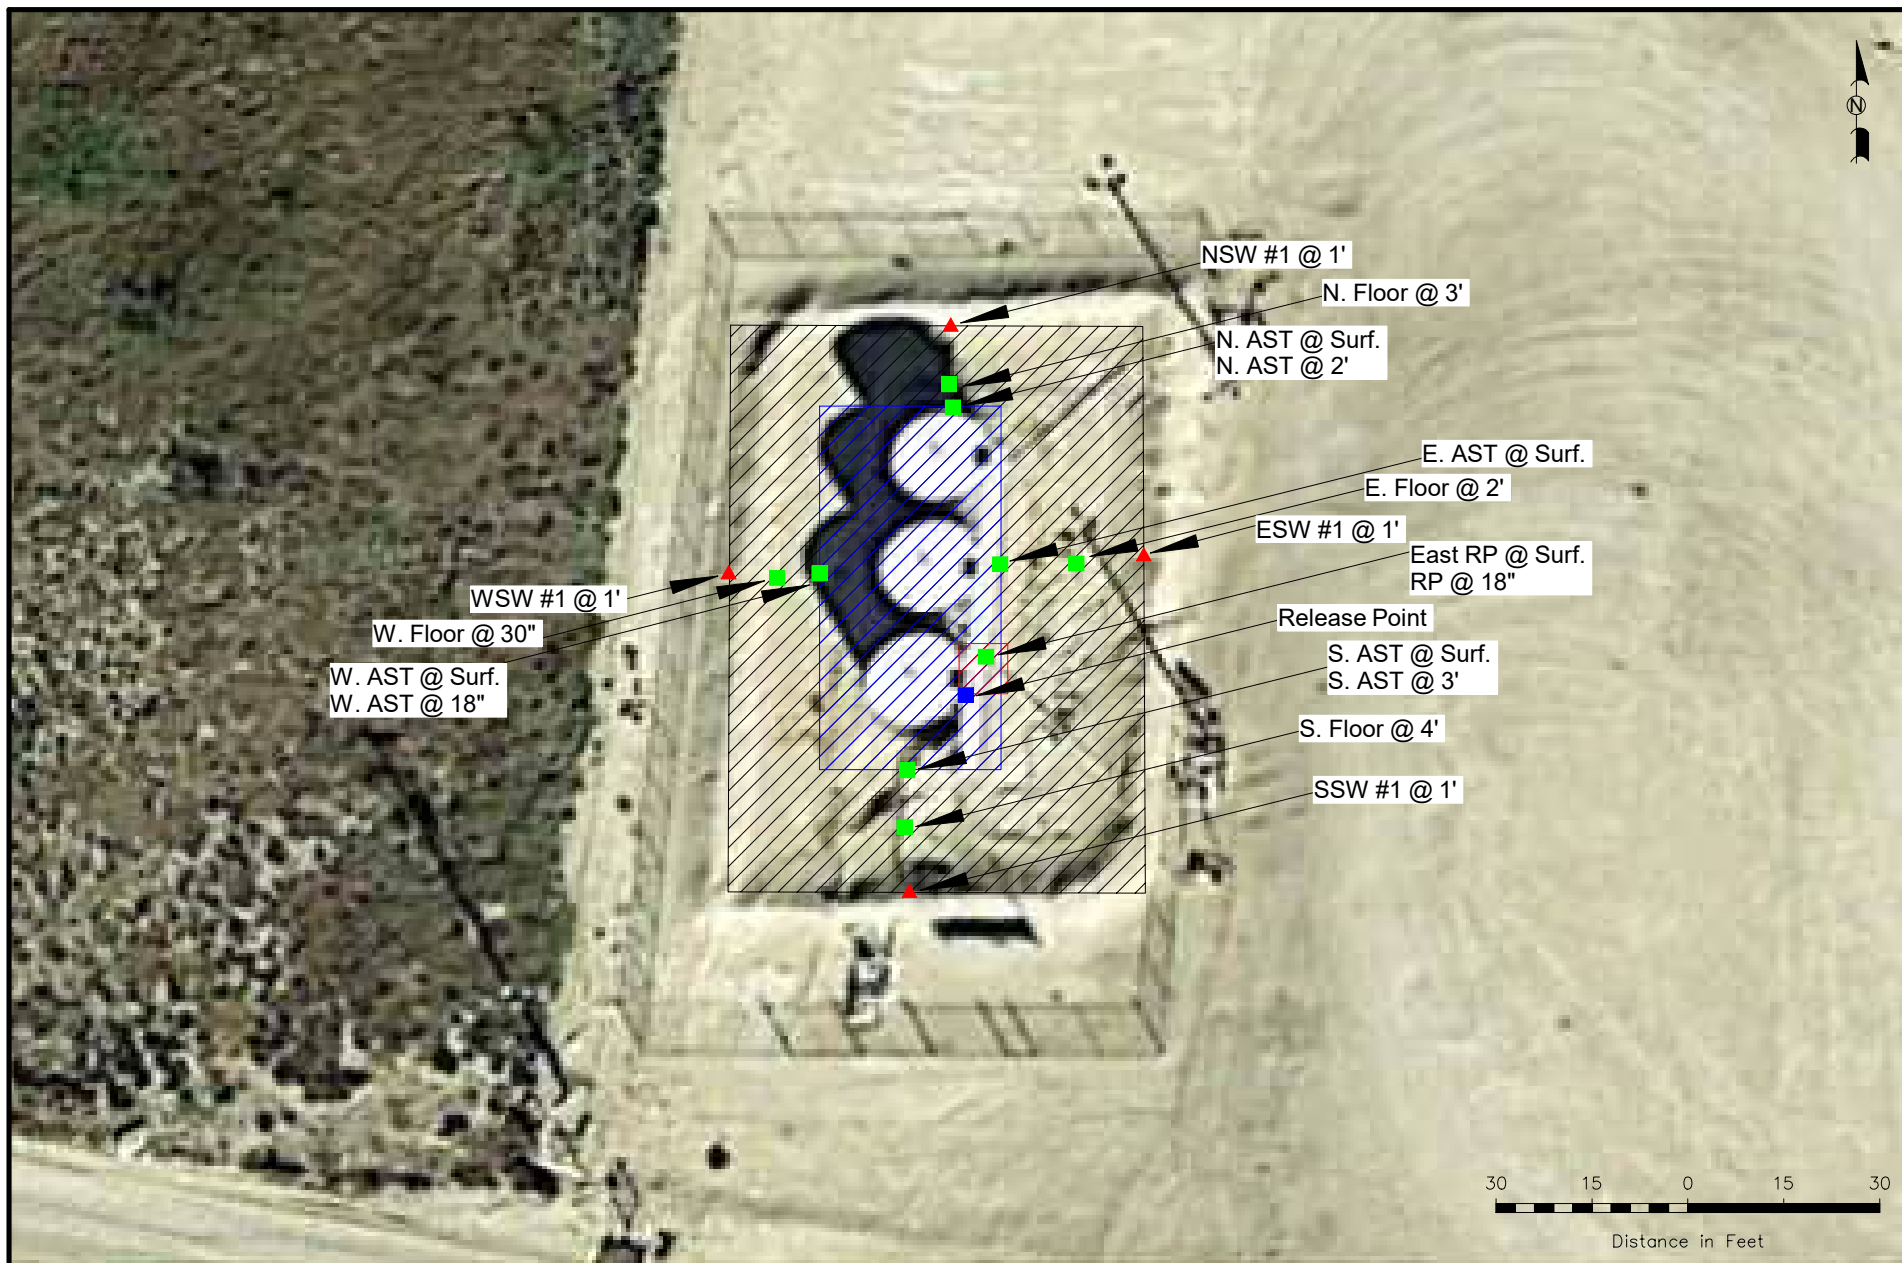 N
NSW #1 @ 1'
N. Floor @ 3'
N. AST @ Surf.
N. AST @ 2'
E. AST @ Surf.
E. Floor @ 2'
ESW #1 @ 1'
East RP @ Surf.
RP @ 18"
WSW #1 @ 1'
Release Point
W. Floor @ 30"
S. AST @ Surf.
S. AST @ 3'
W. AST @ Surf.
W. AST @ 18"
S. Floor @ 4'
SSW #1 @ 1'
30 15 0 15 30
Distance in Feet